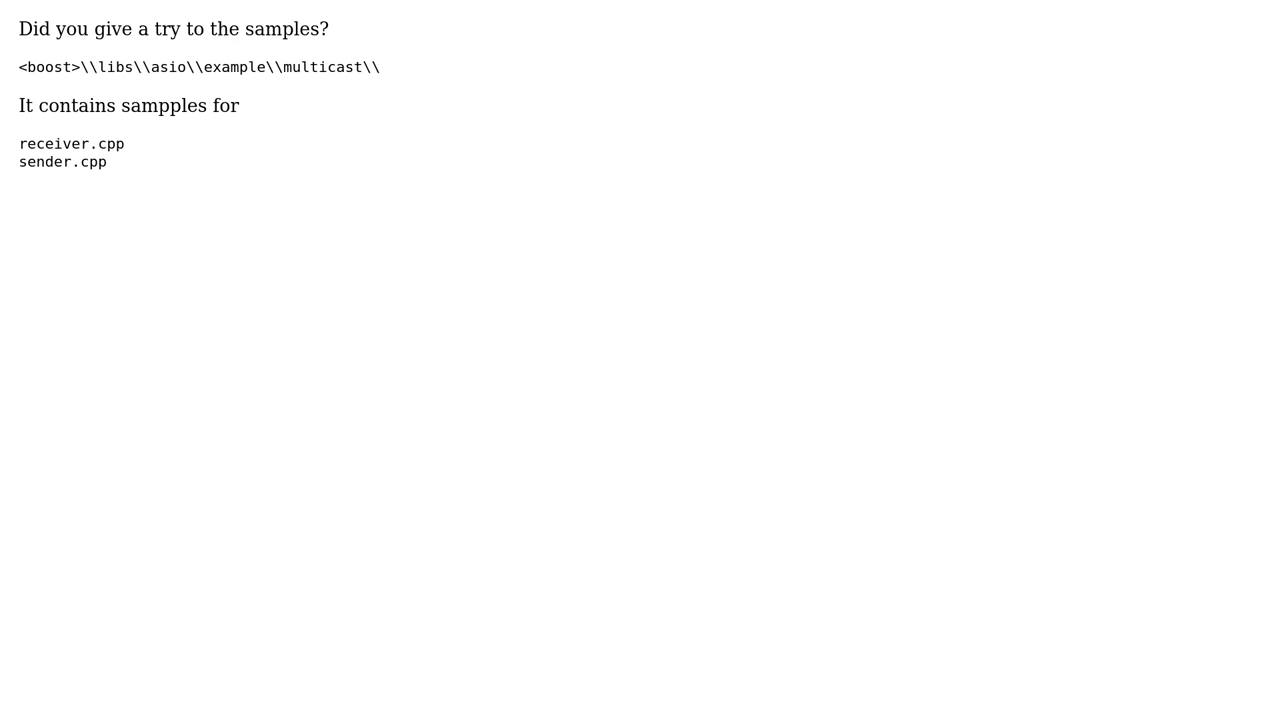 Did you give a try to the samples?
<boost>\\libs\\asio\\example\\multicast\\
It contains sampples for
receiver.cpp
sender.cpp